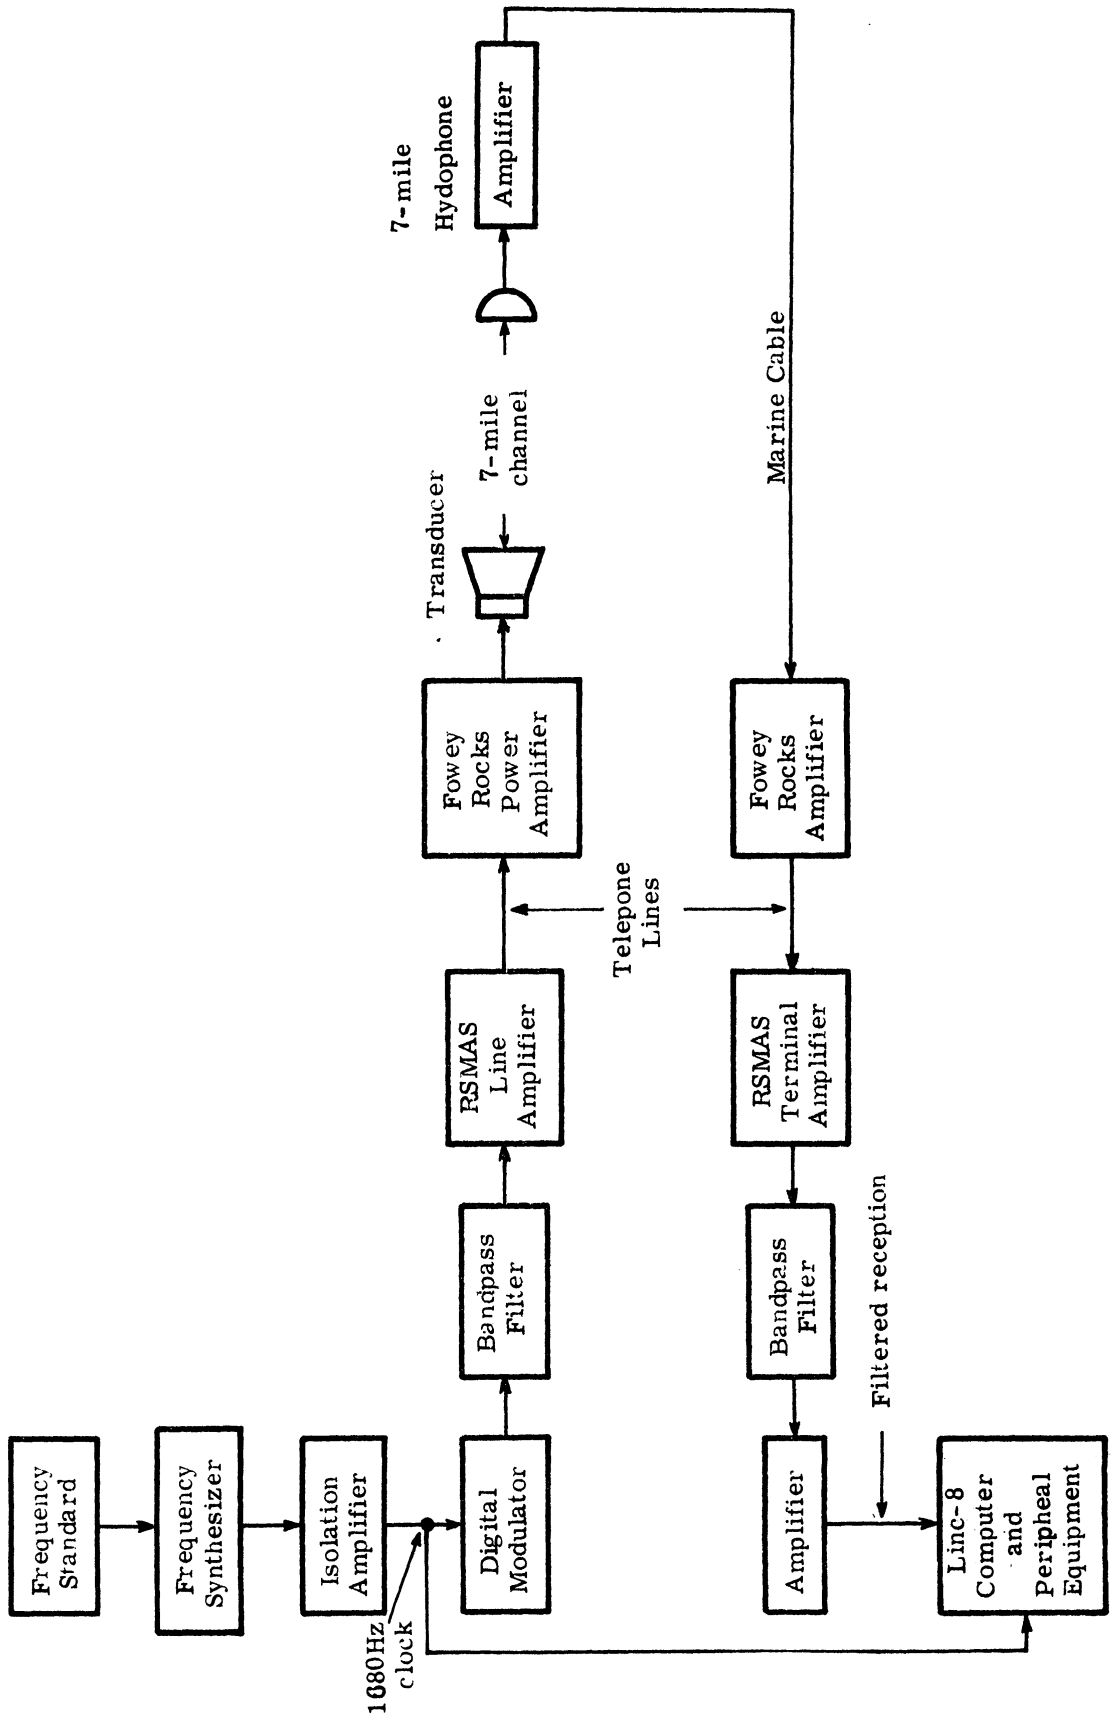 Frequency
Standard
Frequency
Synthesizer
Isolation
Amplifier
1680Hz
clock
Digital
Modulator
Bandpass
Filter
RSMAS
Line
Amplifier
Fowey
Rocks
Power
Amplifier
Transducer
7-mile
channel
7-mile
Hydophone
Amplifier
Marine Cable
Telepone
Lines
Fowey
Rocks
Amplifier
RSMAS
Terminal
Amplifier
Bandpass
Filter
Amplifier
Filtered reception
Linc-8
Computer
and
Peripheal
Equipment